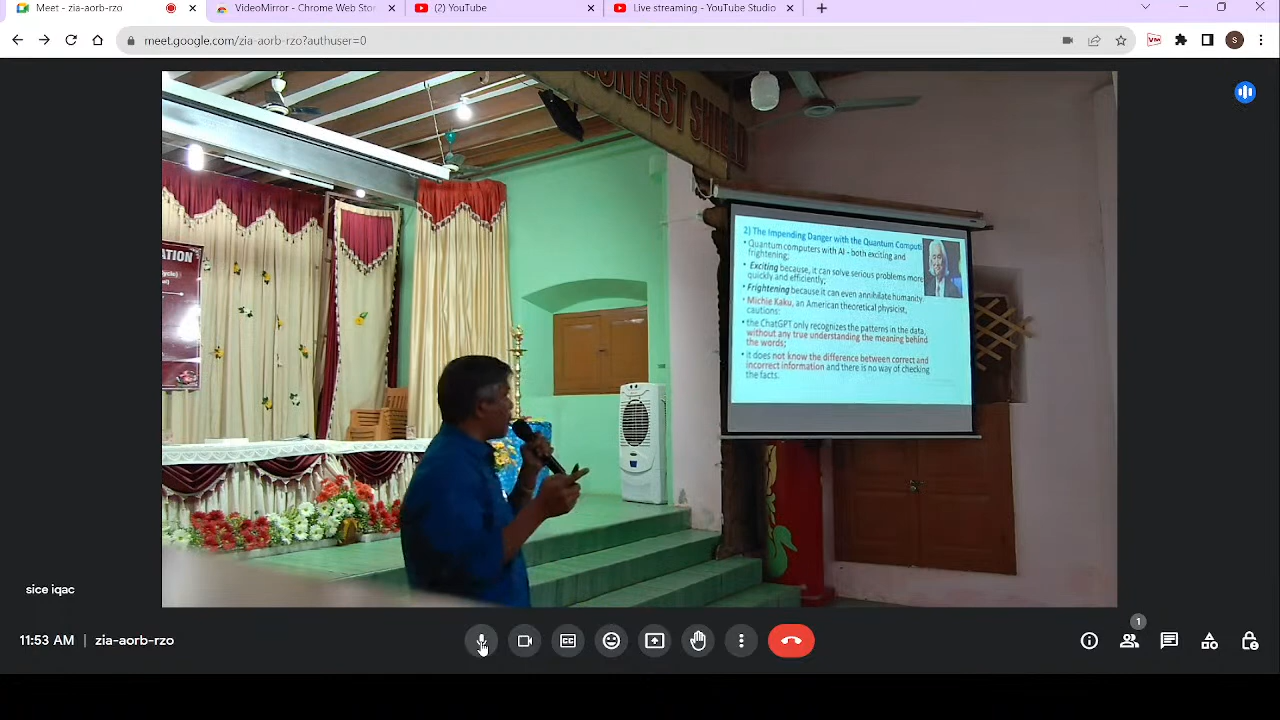 Meet - zia-aorb-rzo
VideoMirror - Chrome Web Stor
(2) YouTube
Live streaming - YouTube Studio
meet.google.com/zia-aorb-rzo?authuser=0
VM
S
NGEST SHIELD
ATION
2) The Impending Danger with the Quantum Computi
• Quantum computers with AI - both exciting and
frightening;
• Exciting because, it can solve serious problems more
quickly and efficiently;
• Frightening because it can even annihilate humanity
• Michie Kaku, an American theoretical physicist,
cautions:
• the ChatGPT only recognizes the patterns in the data,
without any true understanding the meaning behind
the words;
• it does not know the difference between correct and
incorrect information and there is no way of checking
the facts.
sice iqac
11:53 AM | zia-aorb-rzo
CC
1